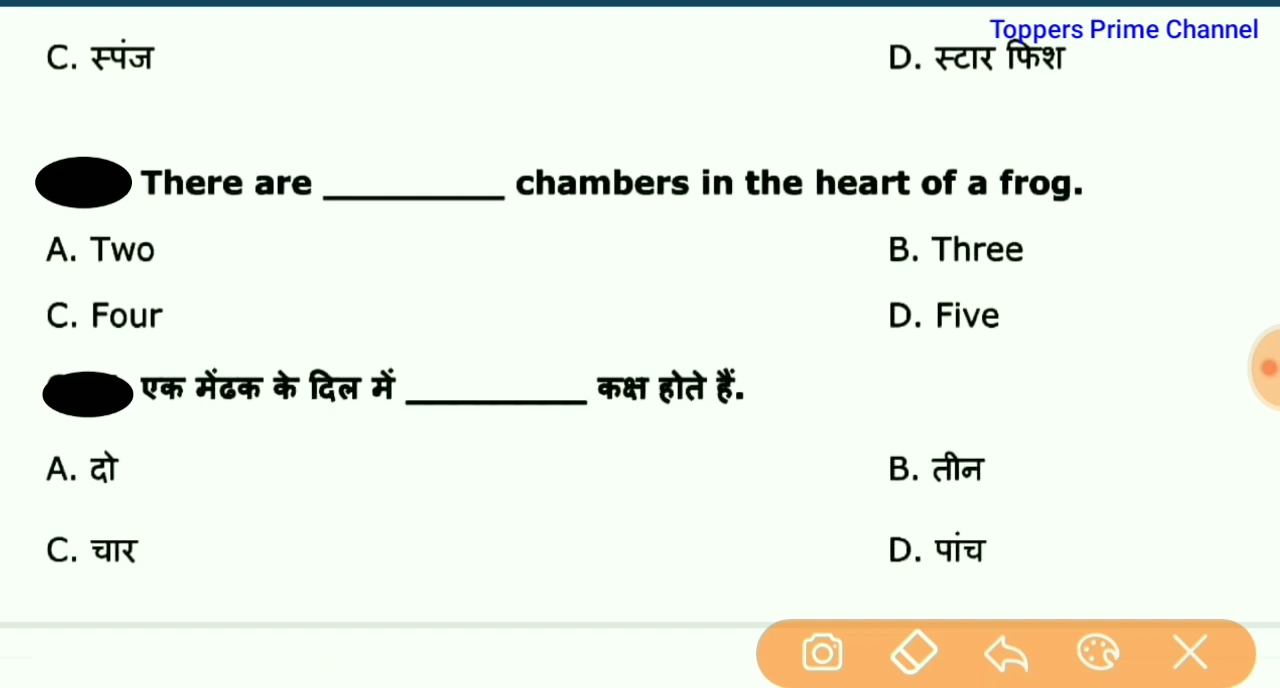 Toppers Prime Channel
C. स्पंज D. स्टार फिश
There are __________ chambers in the heart of a frog.
A. Two B. Three
C. Four D. Five
एक मेंढक के दिल में __________ कक्ष होते हैं.
A. दो B. तीन
C. चार D. पांच